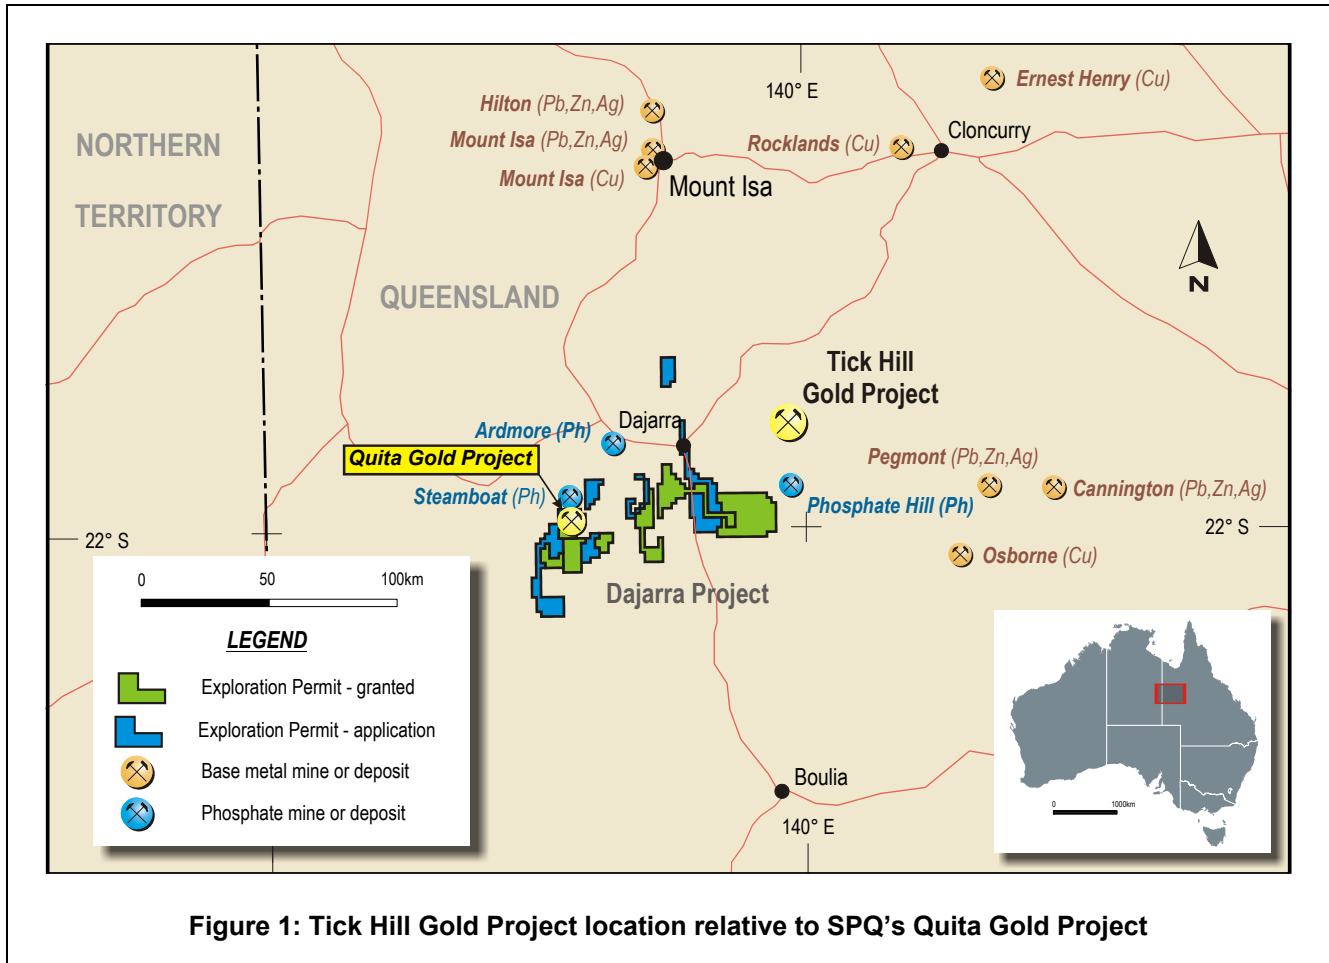 140° E
Ernest Henry (Cu)
Hilton (Pb,Zn,Ag)
Mount Isa (Pb,Zn,Ag)
Mount Isa (Cu)
Mount Isa
Rocklands (Cu)
Cloncurry
NORTHERN
TERRITORY
QUEENSLAND
N
Tick Hill
Gold Project
Dajarra
Ardmore (Ph)
Quita Gold Project
Steamboat (Ph)
Pegmont (Pb,Zn,Ag)
Cannington (Pb,Zn,Ag)
Phosphate Hill (Ph)
22° S
22° S
Osborne (Cu)
Dajarra Project
0 50 100km
LEGEND
Exploration Permit - granted
Exploration Permit - application
Base metal mine or deposit
Phosphate mine or deposit
Boulia
140° E
0 1000km
Figure 1: Tick Hill Gold Project location relative to SPQ's Quita Gold Project